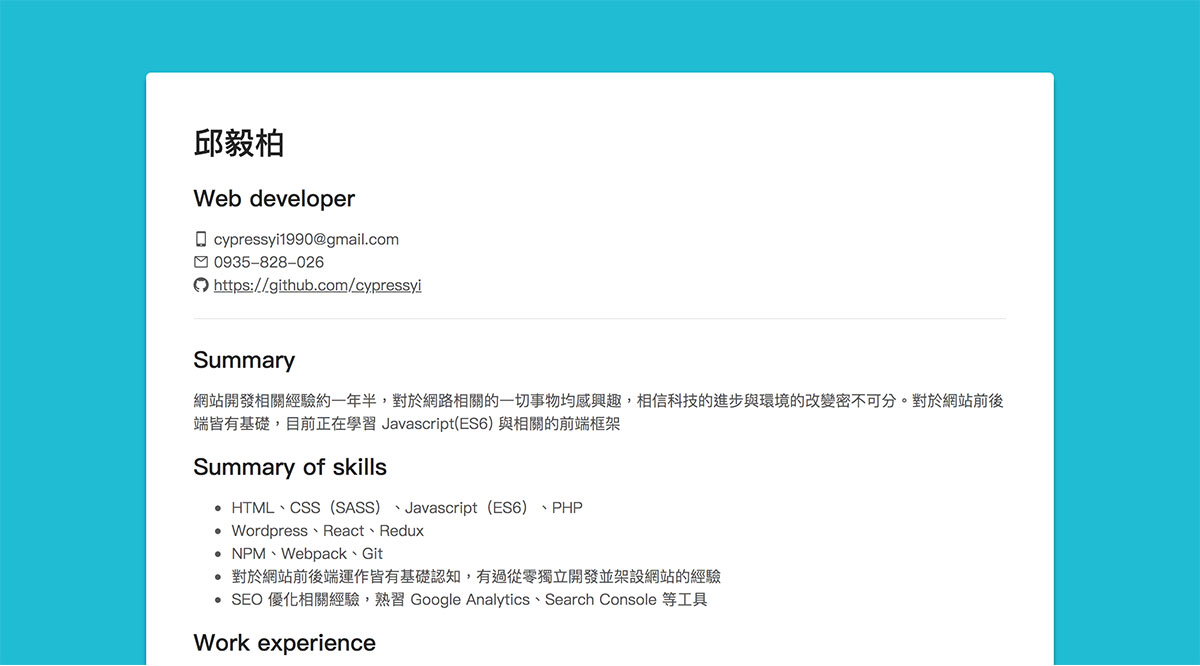 邱毅柏
Web developer
cypressyi1990@gmail.com
0935-828-026
https://github.com/cypressyi
Summary
網站開發相關經驗約一年半，對於網路相關的一切事物均感興趣，相信科技的進步與環境的改變密不可分。對於網站前後
端皆有基礎，目前正在學習 Javascript(ES6) 與相關的前端框架
Summary of skills
HTML、CSS（SASS）、Javascript（ES6）、PHP
Wordpress、React、Redux
NPM、Webpack、Git
對於網站前後端運作皆有基礎認知，有過從零獨立開發並架設網站的經驗
SEO 優化相關經驗，熟習 Google Analytics、Search Console 等工具
Work experience